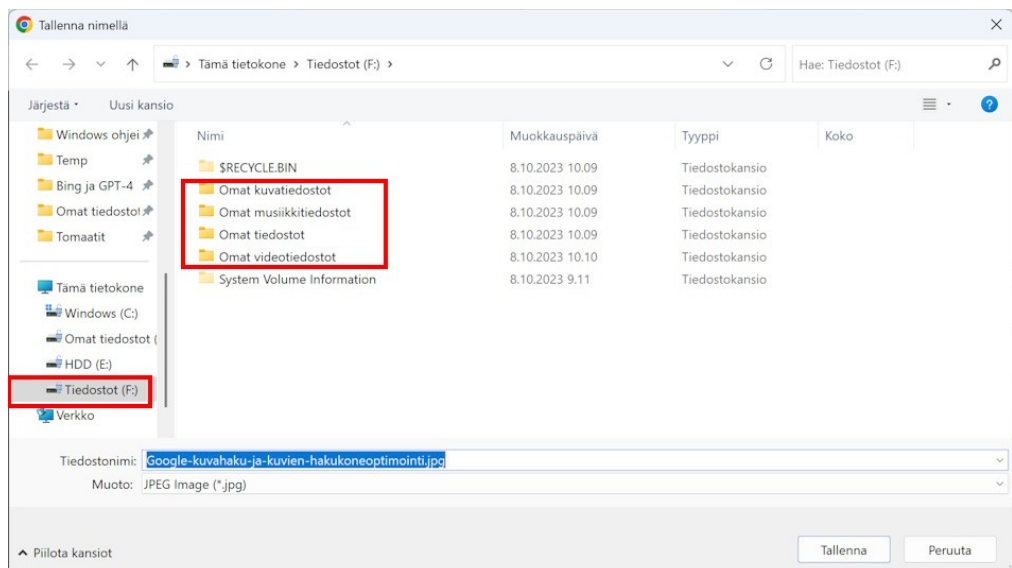 Tallenna nimellä
Tämä tietokone > Tiedostot (F:) >
Hae: Tiedostot (F:)
Järjestä
Uusi kansio
Windows ohjei
Temp
Bing ja GPT-4
Omat tiedostot
Tomaatit
Tämä tietokone
Windows (C:)
Omat tiedostot (
HDD (E:)
Tiedostot (F:)
Verkko
Nimi Muokkauspäivä Tyyppi Koko
$RECYCLE.BIN 8.10.2023 10.09 Tiedostokansio
Omat kuvatiedostot 8.10.2023 10.09 Tiedostokansio
Omat musiikkitiedostot 8.10.2023 10.09 Tiedostokansio
Omat tiedostot 8.10.2023 10.09 Tiedostokansio
Omat videotiedostot 8.10.2023 10.10 Tiedostokansio
System Volume Information 8.10.2023 9.11 Tiedostokansio
Tiedostonimi: Google-kuvahaku-ja-kuvien-hakukoneoptimointi.jpg
Muoto: JPEG Image (*.jpg)
Piilota kansiot
Tallenna
Peruuta